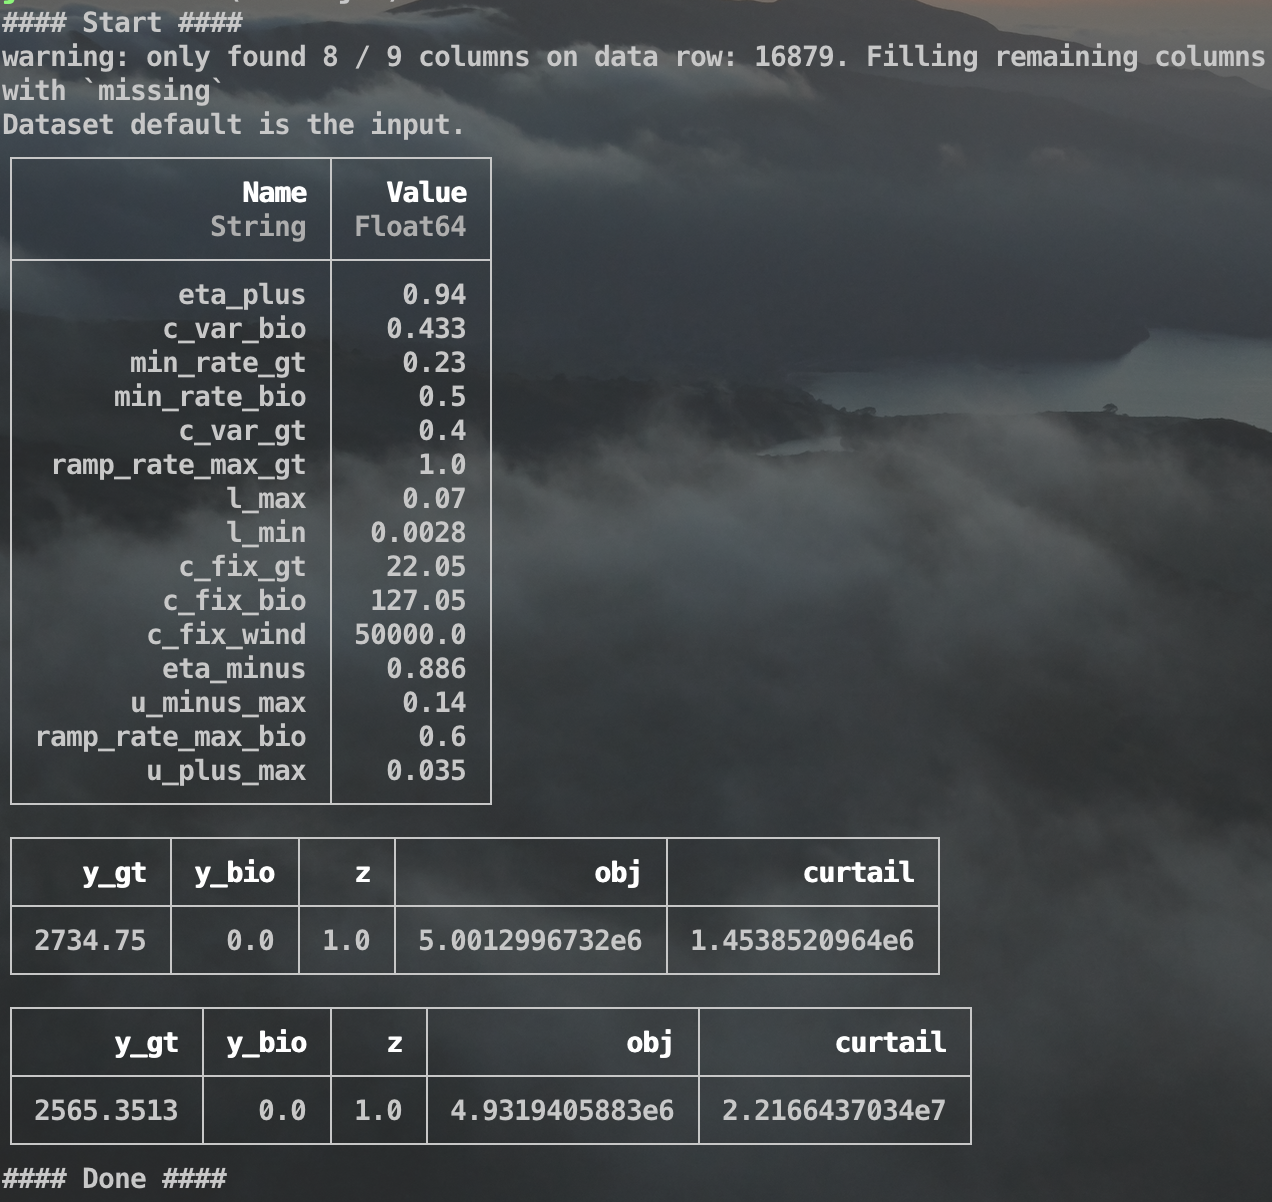 #### Start ####
warning: only found 8 / 9 columns on data row: 16879. Filling remaining columns
with `missing`
Dataset default is the input.
Name Value
String Float64
eta_plus 0.94
c_var_bio 0.433
min_rate_gt 0.23
min_rate_bio 0.5
c_var_gt 0.4
ramp_rate_max_gt 1.0
l_max 0.07
l_min 0.0028
c_fix_gt 22.05
c_fix_bio 127.05
c_fix_wind 50000.0
eta_minus 0.886
u_minus_max 0.14
ramp_rate_max_bio 0.6
u_plus_max 0.035
y_gt y_bio z obj curtail
2734.75 0.0 1.0 5.0012996732e6 1.4538520964e6
y_gt y_bio z obj curtail
2565.3513 0.0 1.0 4.9319405883e6 2.2166437034e7
#### Done ####